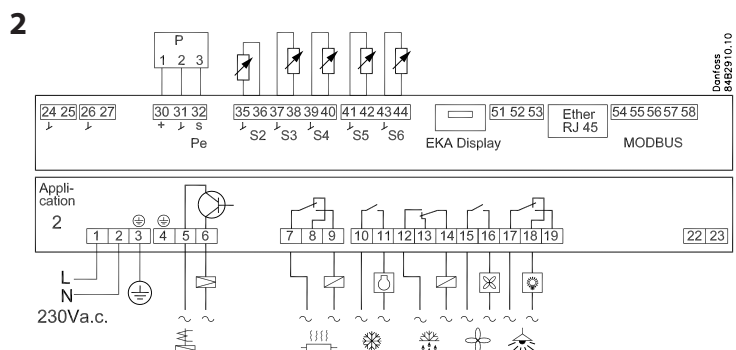 2
P
1 2 3
Danfoss
84B2910.10
24 25 26 27 30 31 32 35 36 37 38 39 40 41 42 43 44 51 52 53 Ether RJ 45 54 55 56 57 58
+ s S2 S3 S4 S5 S6
Pe EKA Display MODBUS
Appli-
cation
2
1 2 3 4 5 6 7 8 9 10 11 12 13 14 15 16 17 18 19 22 23
L
N
230Va.c.